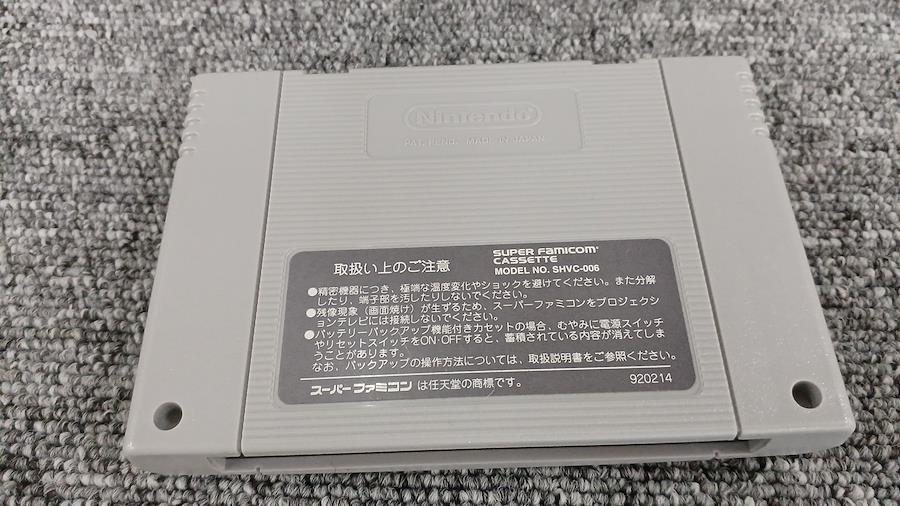 Nintendo
PAT. PEND. MADE IN JAPAN
取扱い上のご注意
SUPER FAMICOM
CASSETTE
MODEL NO. SHVC-006
●精密機器につき、極端な温度変化やショックを避けてください。また分解
したり、端子部を汚したりしないでください。
●残像現象（画面焼け）が生ずるため、スーパーファミコンをプロジェクシ
ョンテレビには接続しないでください。
●バッテリーバックアップ機能付きカセットの場合、むやみに電源スイッチ
やリセットスイッチをON・OFFすると、蓄積されている内容が消えてしま
うことがあります。
なお、バックアップの操作方法については、取扱説明書をご参照ください。
スーパーファミコン は任天堂の商標です。
920214